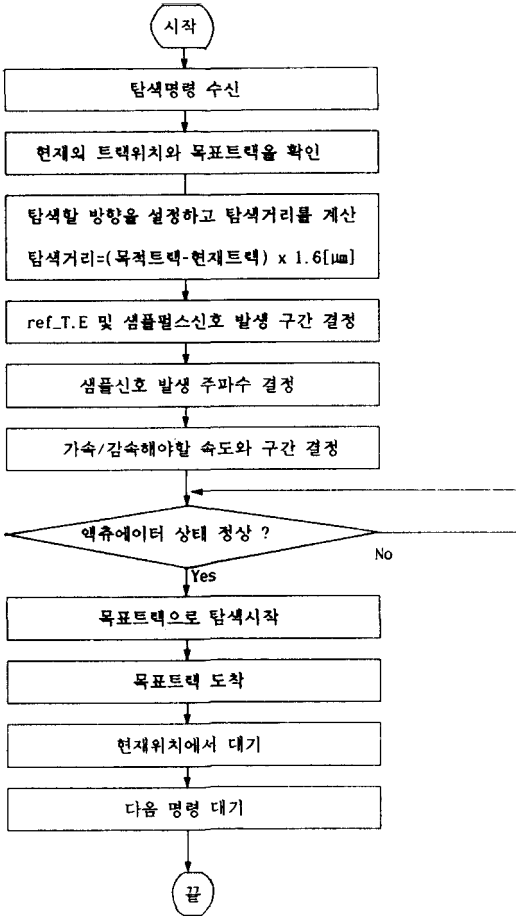 시작
탐색명령 수신
현재의 트랙위치와 목표트랙을 확인
탐색할 방향을 설정하고 탐색거리를 계산
탐색거리=(목적트랙-현재트랙) x 1.6[㎛]
ref_T.E 및 샘플펄스신호 발생 구간 결정
샘플신호 발생 주파수 결정
가속/감속해야할 속도와 구간 결정
액츄에이터 상태 정상 ?
No
Yes
목표트랙으로 탐색시작
목표트랙 도착
현재위치에서 대기
다음 명령 대기
끝